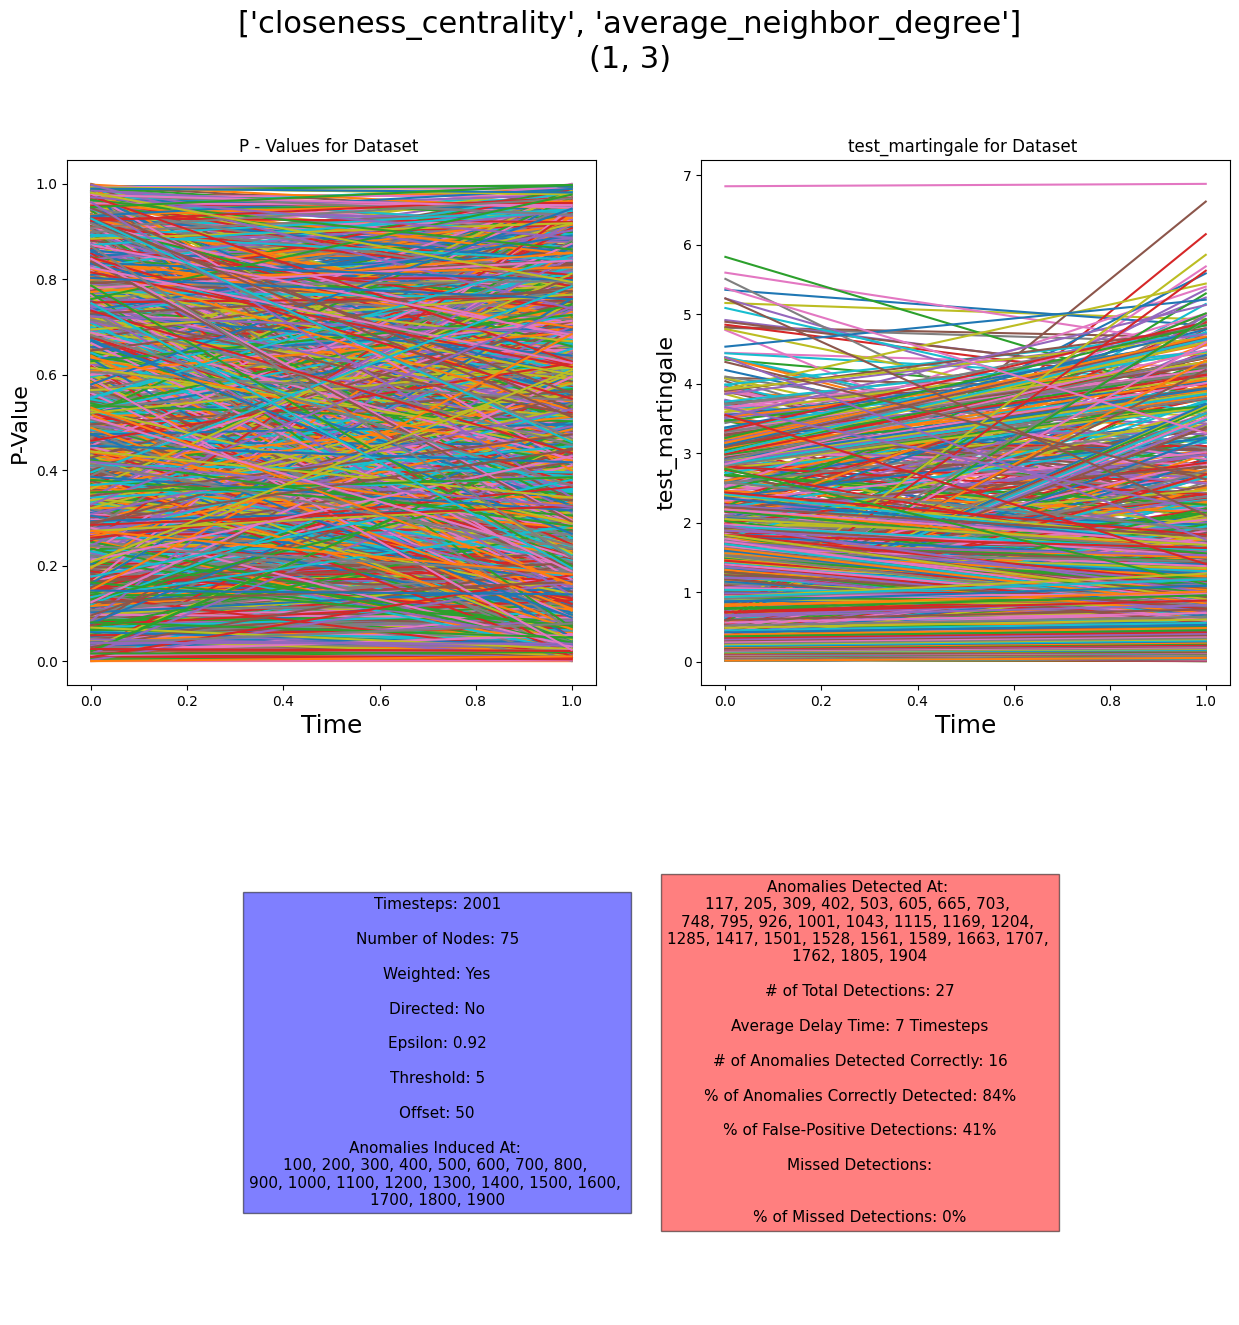 ['closeness_centrality', 'average_neighbor_degree']
(1, 3)
P - Values for Dataset
test_martingale for Dataset
P-Value
1.0
0.8
0.6
0.4
0.2
0.0
0.0 0.2 0.4 0.6 0.8 1.0
Time
test_martingale
7
6
5
4
3
2
1
0
0.0 0.2 0.4 0.6 0.8 1.0
Time
Timesteps: 2001
Number of Nodes: 75
Weighted: Yes
Directed: No
Epsilon: 0.92
Threshold: 5
Offset: 50
Anomalies Induced At:
100, 200, 300, 400, 500, 600, 700, 800,
900, 1000, 1100, 1200, 1300, 1400, 1500, 1600,
1700, 1800, 1900
Anomalies Detected At:
117, 205, 309, 402, 503, 605, 665, 703,
748, 795, 926, 1001, 1043, 1115, 1169, 1204,
1285, 1417, 1501, 1528, 1561, 1589, 1663, 1707,
1762, 1805, 1904
# of Total Detections: 27
Average Delay Time: 7 Timesteps
# of Anomalies Detected Correctly: 16
% of Anomalies Correctly Detected: 84%
% of False-Positive Detections: 41%
Missed Detections:
% of Missed Detections: 0%